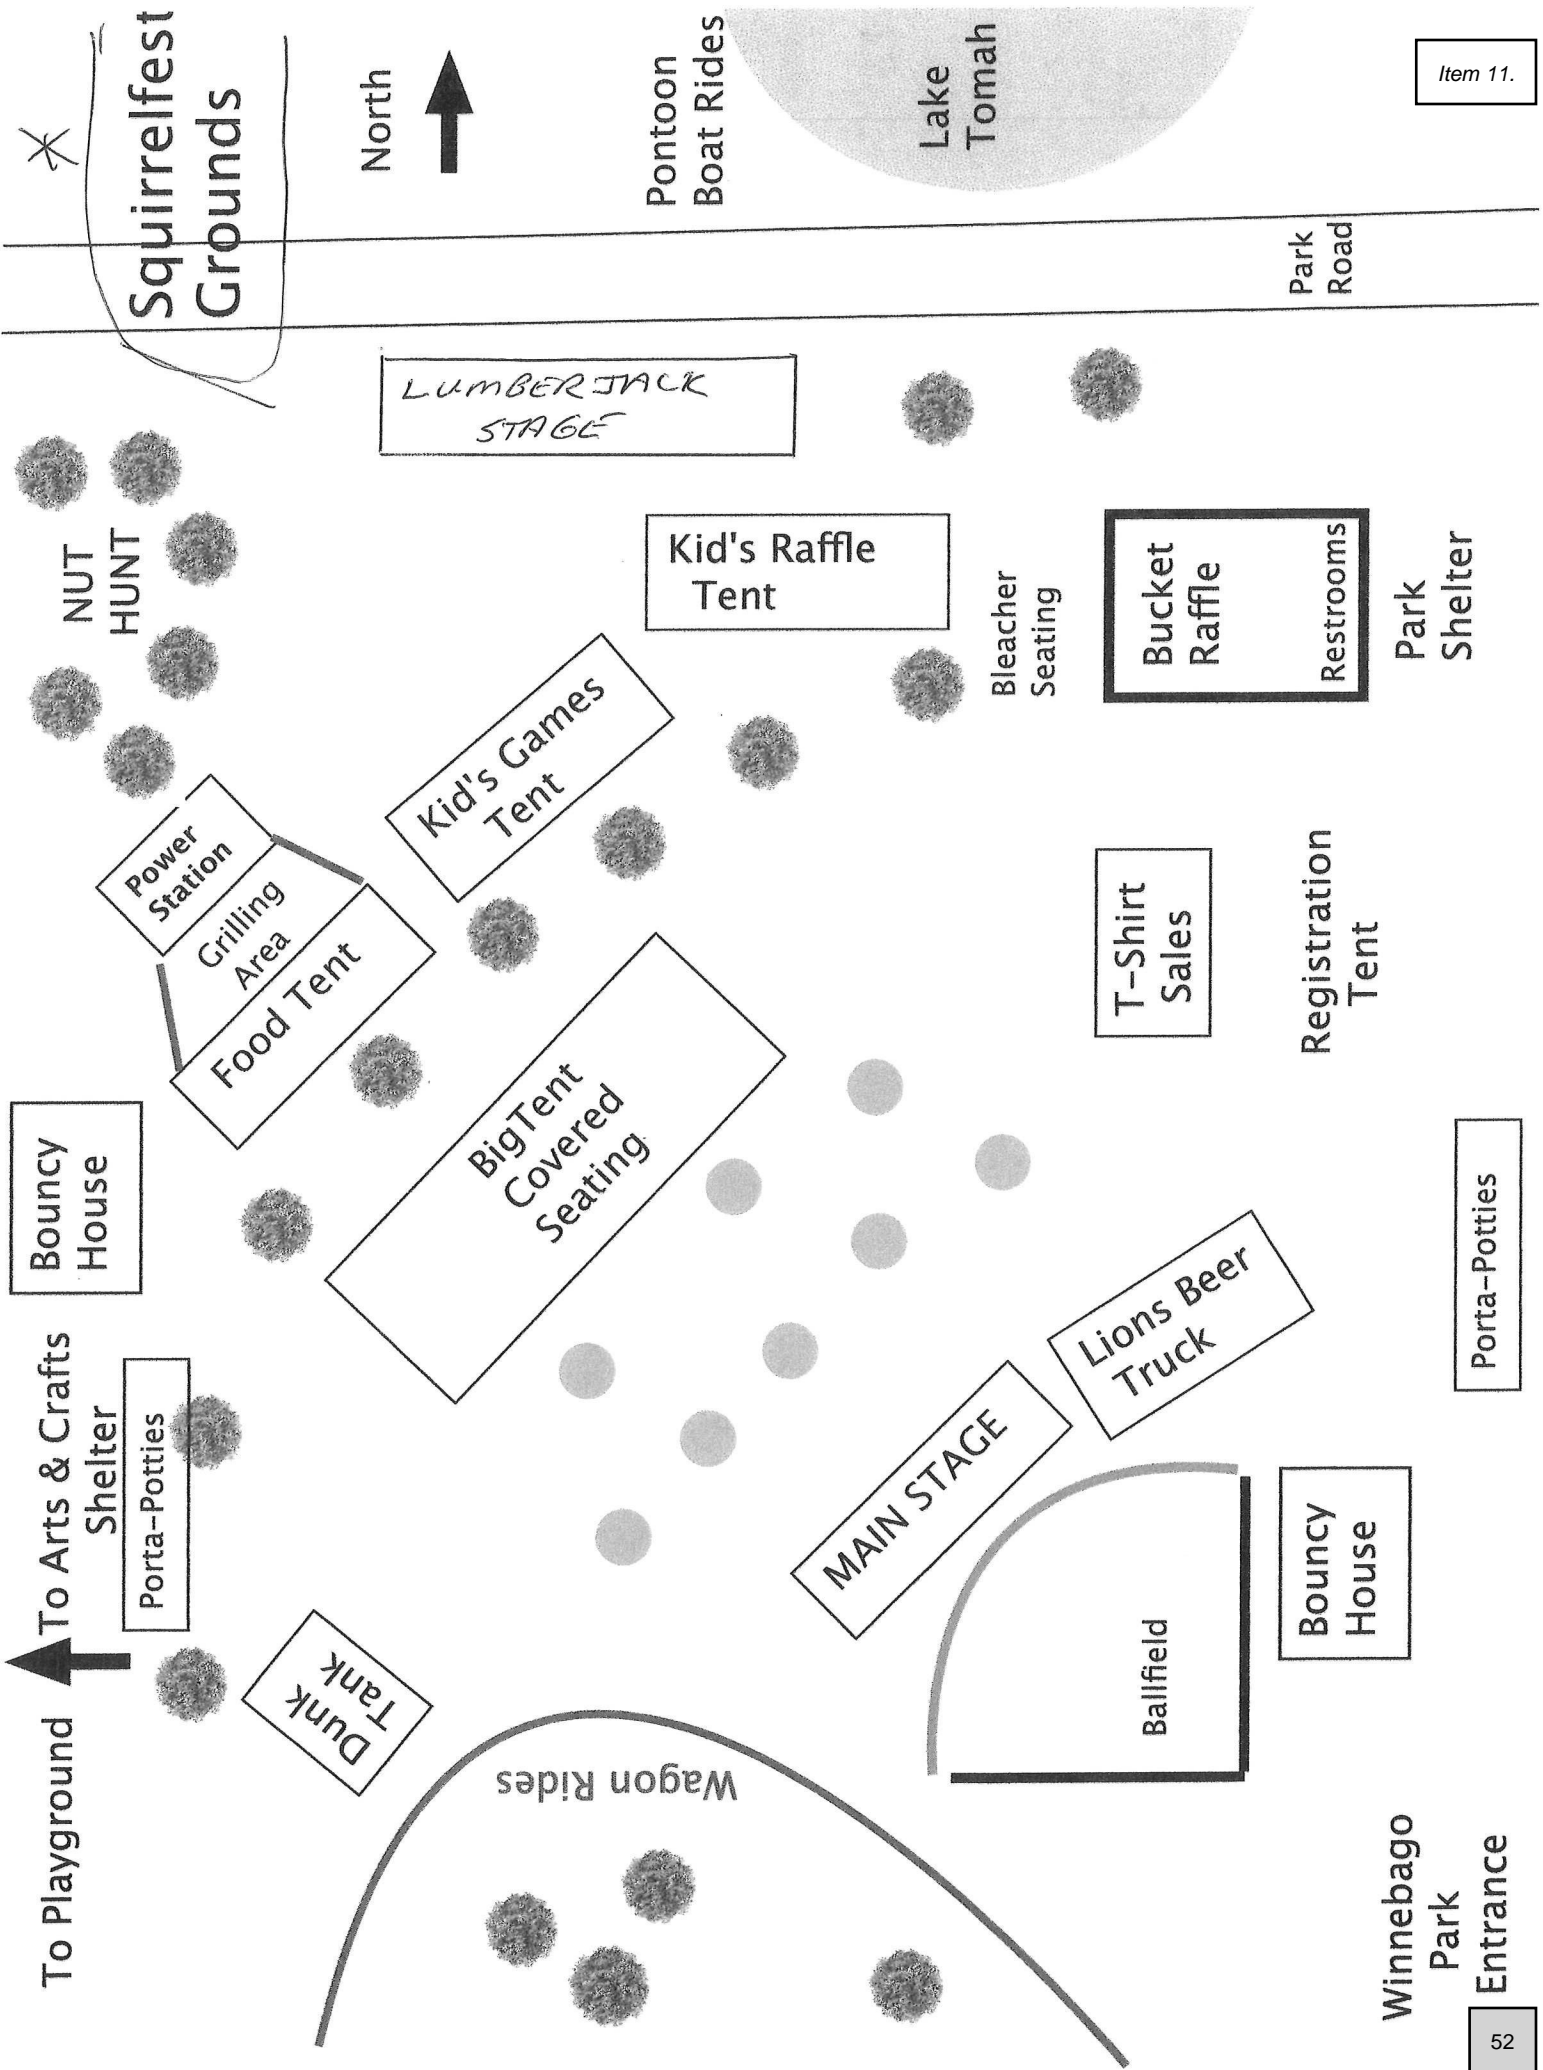 Item 11.
Squirrelfest
Grounds
North
Pontoon
Boat Rides
Lake
Tomah
Park
Road
LUMBERJACK
STAGE
NUT
HUNT
Kid's Raffle
Tent
Bleacher
Seating
Bucket
Raffle
Restrooms
Park
Shelter
Kid's Games
Tent
Power
Station
Grilling
Area
Food Tent
T-Shirt
Sales
Registration
Tent
Bouncy
House
BigTent
Covered
Seating
To Arts & Crafts
Shelter
Porta-Potties
Lions Beer
Truck
Porta-Potties
MAIN STAGE
Dunk
Tank
Ballfield
Bouncy
House
To Playground
Wagon Rides
Winnebago
Park
Entrance
52